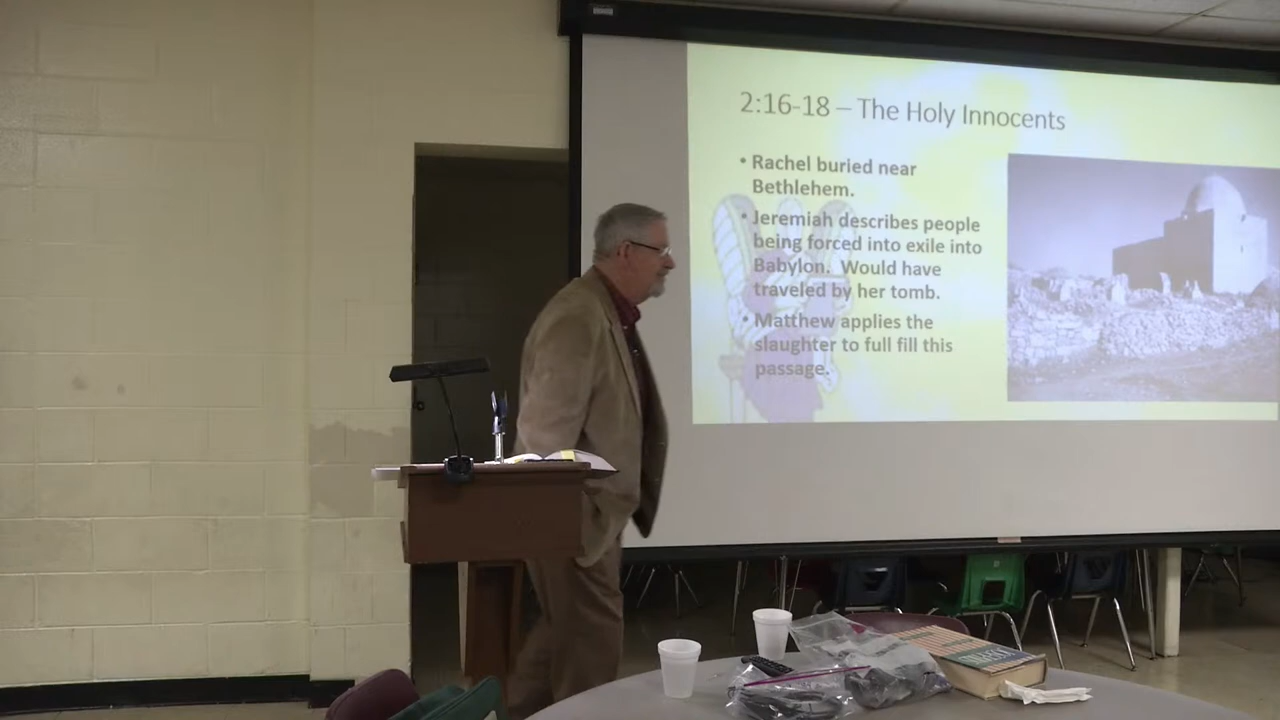 2:16-18 – The Holy Innocents
• Rachel buried near
Bethlehem.
• Jeremiah describes people
being forced into exile into
Babylon. Would have
traveled by her tomb.
• Matthew applies the
slaughter to full fill this
passage.